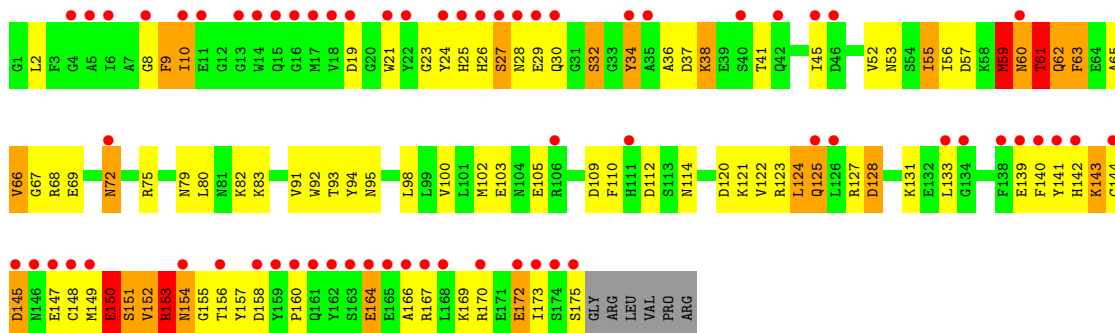 G1 L2 F3 G4 A5 I6 A7 G8 F9 I10 E11 G12 G13 W14 Q15 G16 M17 V18 D19 G20 W21 Y22 G23 Y24 H25 H26 S27 N28 E29 Q30 G31 S32 G33 Y34 A35 A36 D37 K38 E39 S40 T41 Q42 I45 D46 V52 N53 S54 I55 I56 D57 K58 M59 N60 T61 Q62 F63 E64 A65
V66 G67 R68 E69 N72 R75 N79 L80 N81 K82 K83 V91 W92 T93 Y94 N95 L98 L99 V100 L101 M102 E103 N104 E105 R106 D109 F110 H111 D112 S113 N114 D120 K121 V122 R123 L124 Q125 L126 R127 D128 K131 E132 L133 G134 F138 E139 F140 Y141 H142 K143 C144
D145 N146 E147 C148 M149 E150 S151 V152 R153 N154 G155 T156 Y157 D158 Y159 P160 Q161 Y162 S163 E164 E165 A166 R167 L168 K169 R170 E171 E172 I173 S174 S175 GLY ARG LEU VAL PRO ARG